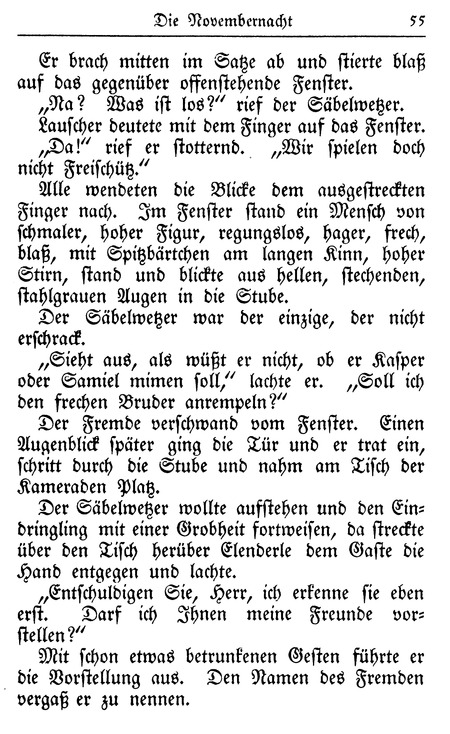 Die Novembernacht 55
Er brach mitten im Satze ab und stierte blaß
auf das gegenüber offenstehende Fenster.
„Na? Was ist los?“ rief der Säbelwetzer.
Lauscher deutete mit dem Finger auf das Fenster.
„Da!“ rief er stotternd. „Wir spielen doch
nicht Freischütz.“
Alle wendeten die Blicke dem ausgestreckten
Finger nach. Im Fenster stand ein Mensch von
schmaler, hoher Figur, regungslos, hager, frech,
blaß, mit Spitzbärtchen am langen Kinn, hoher
Stirn, stand und blickte aus hellen, stechenden,
stahlgrauen Augen in die Stube.
Der Säbelwetzer war der einzige, der nicht
erschrack.
„Sieht aus, als wüßt er nicht, ob er Kasper
oder Samiel mimen soll,“ lachte er. „Soll ich
den frechen Bruder anrempeln?“
Der Fremde verschwand vom Fenster. Einen
Augenblick später ging die Tür und er trat ein,
schritt durch die Stube und nahm am Tisch der
Kameraden Platz.
Der Säbelwetzer wollte aufstehen und den Ein-
dringling mit einer Grobheit fortweisen, da streckte
über den Tisch herüber Elenderle dem Gaste die
Hand entgegen und lachte.
„Entschuldigen Sie, Herr, ich erkenne sie eben
erst. Darf ich Ihnen meine Freunde vor-
stellen?“
Mit schon etwas betrunkenen Gesten führte er
die Vorstellung aus. Den Namen des Fremden
vergaß er zu nennen.